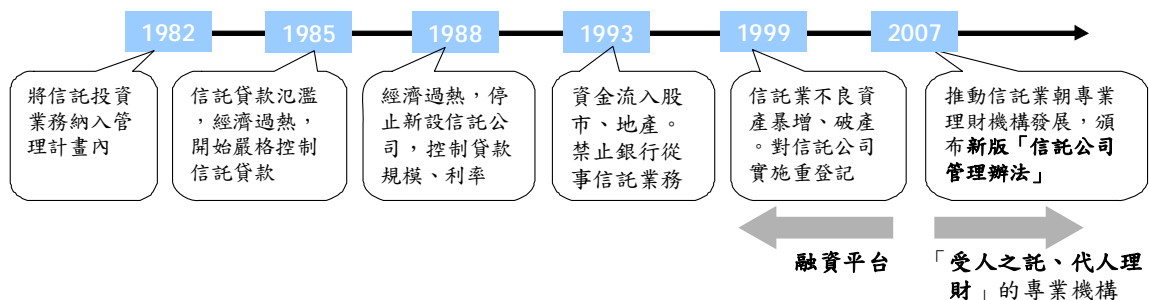 1982
1985
1988
1993
1999
2007
將信託投資
業務納入管
理計畫內
信託貸款氾濫
，經濟過熱，
開始嚴格控制
信託貸款
經濟過熱，停
止新設信託公
司，控制貸款
規模、利率
資金流入股
市、地產。
禁止銀行從
事信託業務
信託業不良資
產暴增、破產
。對信託公司
實施重登記
推動信託業朝專業
理財機構發展，頒
布新版「信託公司
管理辦法」
融資平台
「受人之託、代人理
財」的專業機構